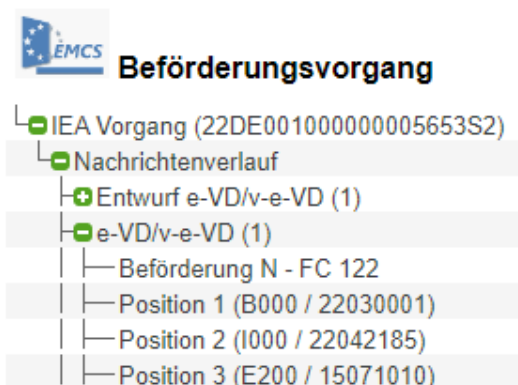 EMCS
Beförderungsvorgang
IEA Vorgang (22DE001000000005653S2)
Nachrichtenverlauf
Entwurf e-VD/v-e-VD (1)
e-VD/v-e-VD (1)
Beförderung N - FC 122
Position 1 (B000 / 22030001)
Position 2 (I000 / 22042185)
Position 3 (E200 / 15071010)